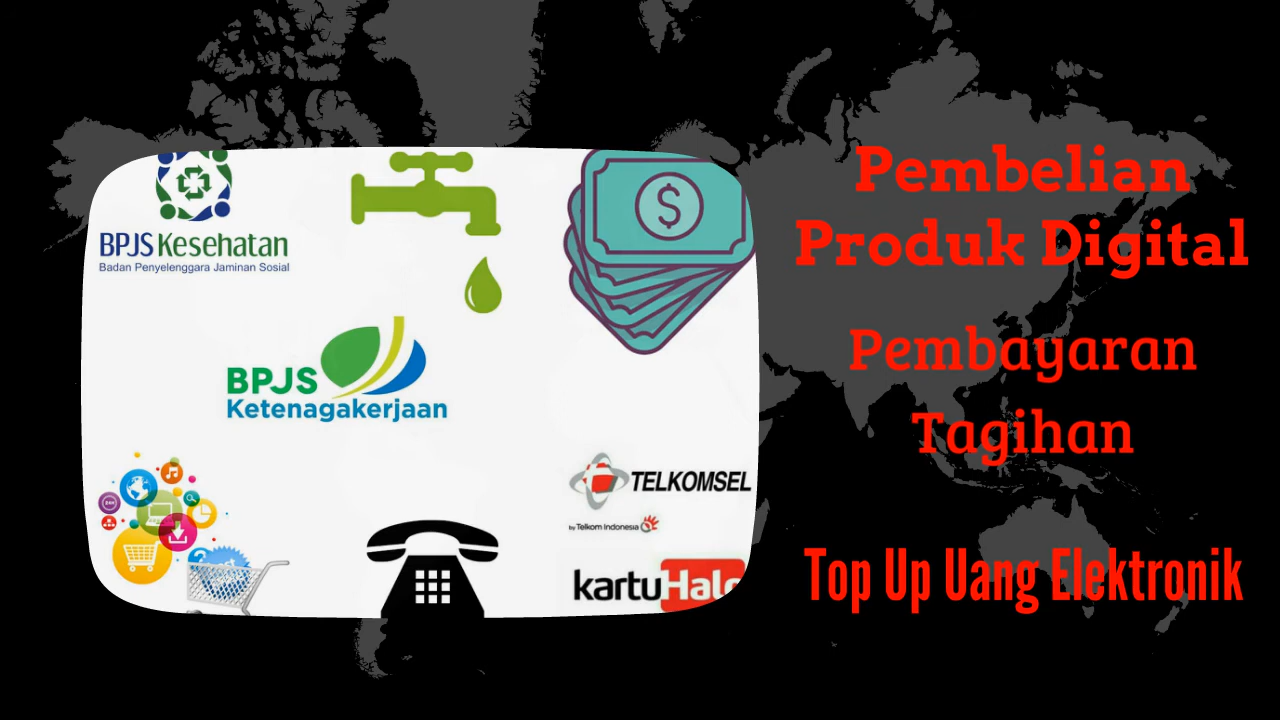 BPJS Kesehatan
Badan Penyelenggara Jaminan Sosial
$
BPJS
Ketenagakerjaan
TELKOMSEL
by Telkom Indonesia
kartuHalo
Pembelian
Produk Digital
Pembayaran
Tagihan
Top Up Uang Elektronik